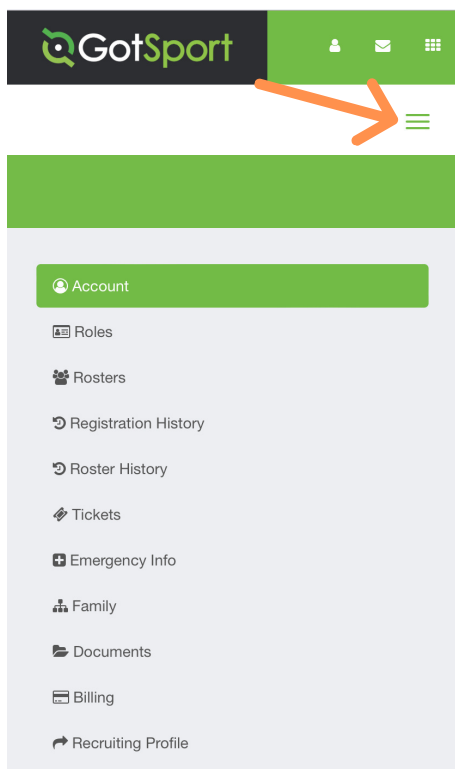 GotSport
Account
Roles
Rosters
Registration History
Roster History
Tickets
Emergency Info
Family
Documents
Billing
Recruiting Profile